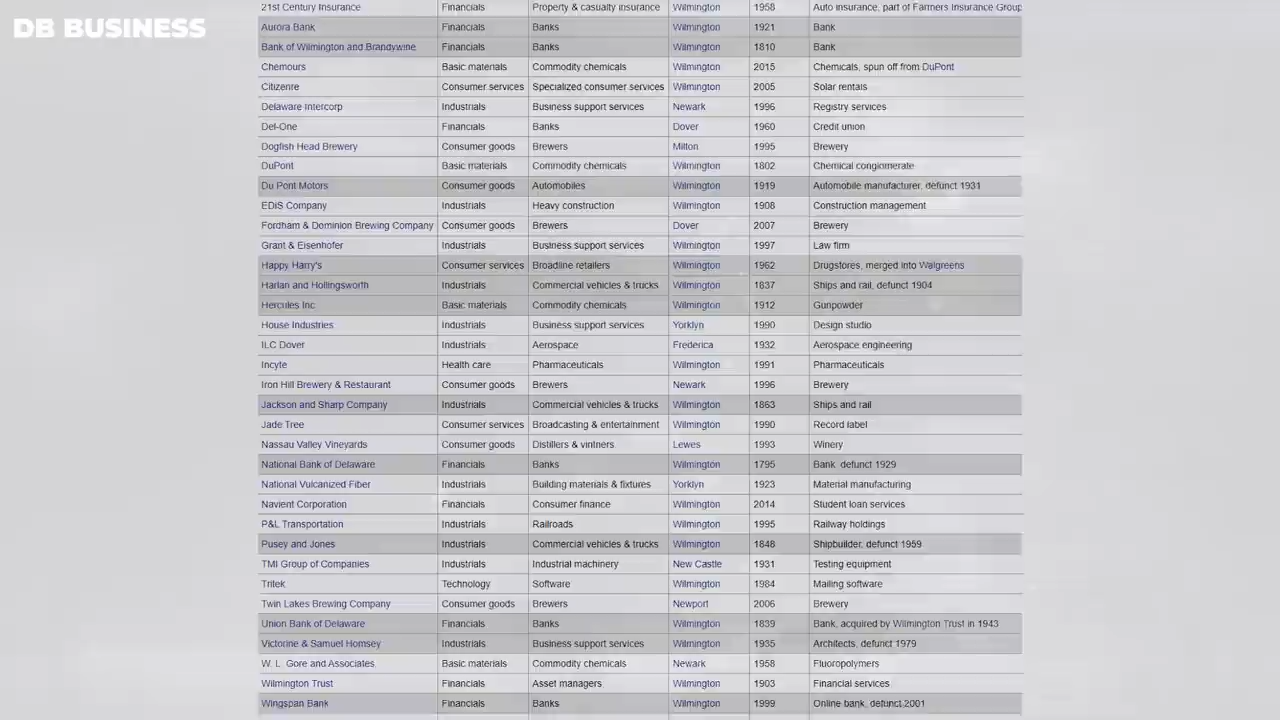 DB BUSINESS
21st Century Insurance Financials Property & casualty insurance Wilmington 1958 Auto insurance, part of Farmers Insurance Group
Aurora Bank Financials Banks Wilmington 1921 Bank
Bank of Wilmington and Brandywine Financials Banks Wilmington 1810 Bank
Chemours Basic materials Commodity chemicals Wilmington 2015 Chemicals, spun off from DuPont
Citizenre Consumer services Specialized consumer services Wilmington 2005 Solar rentals
Delaware Intercorp Industrials Business support services Newark 1996 Registry services
Del-One Financials Banks Dover 1960 Credit union
Dogfish Head Brewery Consumer goods Brewers Milton 1995 Brewery
DuPont Basic materials Commodity chemicals Wilmington 1802 Chemical conglomerate
Du Pont Motors Consumer goods Automobiles Wilmington 1919 Automobile manufacturer, defunct 1931
EDiS Company Industrials Heavy construction Wilmington 1908 Construction management
Fordham & Dominion Brewing Company Consumer goods Brewers Dover 2007 Brewery
Grant & Eisenhofer Industrials Business support services Wilmington 1997 Law firm
Happy Harry's Consumer services Broadline retailers Wilmington 1962 Drugstores, merged into Walgreens
Harlan and Hollingsworth Industrials Commercial vehicles & trucks Wilmington 1837 Ships and rail, defunct 1904
Hercules Inc. Basic materials Commodity chemicals Wilmington 1912 Gunpowder
House Industries Industrials Business support services Yorklyn 1990 Design studio
ILC Dover Industrials Aerospace Frederica 1932 Aerospace engineering
Incyte Health care Pharmaceuticals Wilmington 1991 Pharmaceuticals
Iron Hill Brewery & Restaurant Consumer goods Brewers Newark 1996 Brewery
Jackson and Sharp Company Industrials Commercial vehicles & trucks Wilmington 1863 Ships and rail
Jade Tree Consumer services Broadcasting & entertainment Wilmington 1990 Record label
Nassau Valley Vineyards Consumer goods Distillers & vintners Lewes 1993 Winery
National Bank of Delaware Financials Banks Wilmington 1795 Bank, defunct 1929
National Vulcanized Fiber Industrials Building materials & fixtures Yorklyn 1923 Material manufacturing
Navient Corporation Financials Consumer finance Wilmington 2014 Student loan services
P&L Transportation Industrials Railroads Wilmington 1995 Railway holdings
Pusey and Jones Industrials Commercial vehicles & trucks Wilmington 1848 Shipbuilder, defunct 1959
TMI Group of Companies Industrials Industrial machinery New Castle 1931 Testing equipment
Tritek Technology Software Wilmington 1984 Mailing software
Twin Lakes Brewing Company Consumer goods Brewers Newport 2006 Brewery
Union Bank of Delaware Financials Banks Wilmington 1839 Bank, acquired by Wilmington Trust in 1943
Victorine & Samuel Homsey Industrials Business support services Wilmington 1935 Architects, defunct 1979
W. L. Gore and Associates Basic materials Commodity chemicals Newark 1958 Fluoropolymers
Wilmington Trust Financials Asset managers Wilmington 1903 Financial services
Wingspan Bank Financials Banks Wilmington 1999 Online bank, defunct 2001